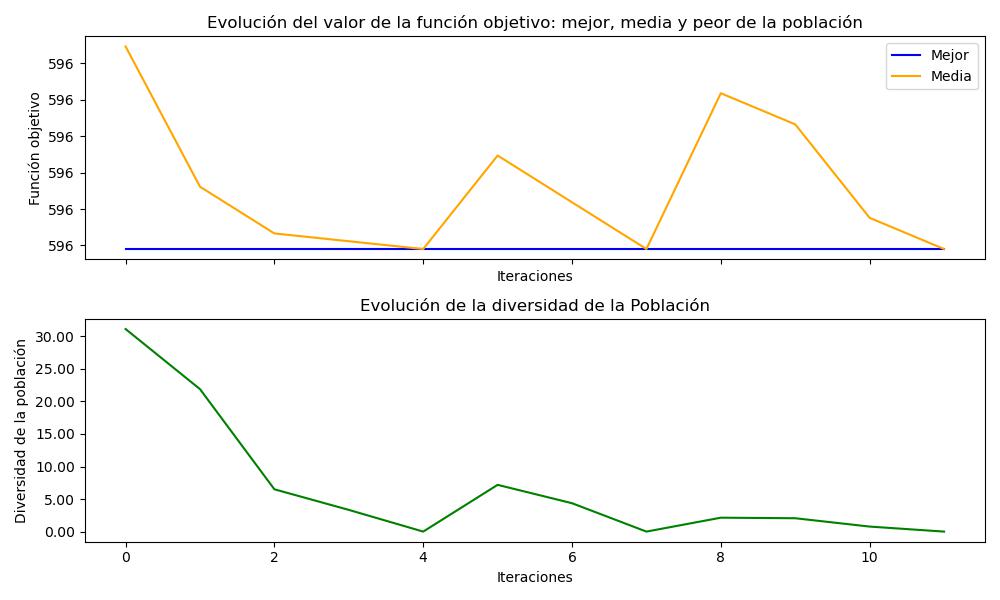 Evolución del valor de la función objetivo: mejor, media y peor de la población
Mejor
Media
596
596
596
596
596
596
Función objetivo
Iteraciones
Evolución de la diversidad de la Población
30.00
25.00
20.00
15.00
10.00
5.00
0.00
Diversidad de la población
0 2 4 6 8 10
Iteraciones